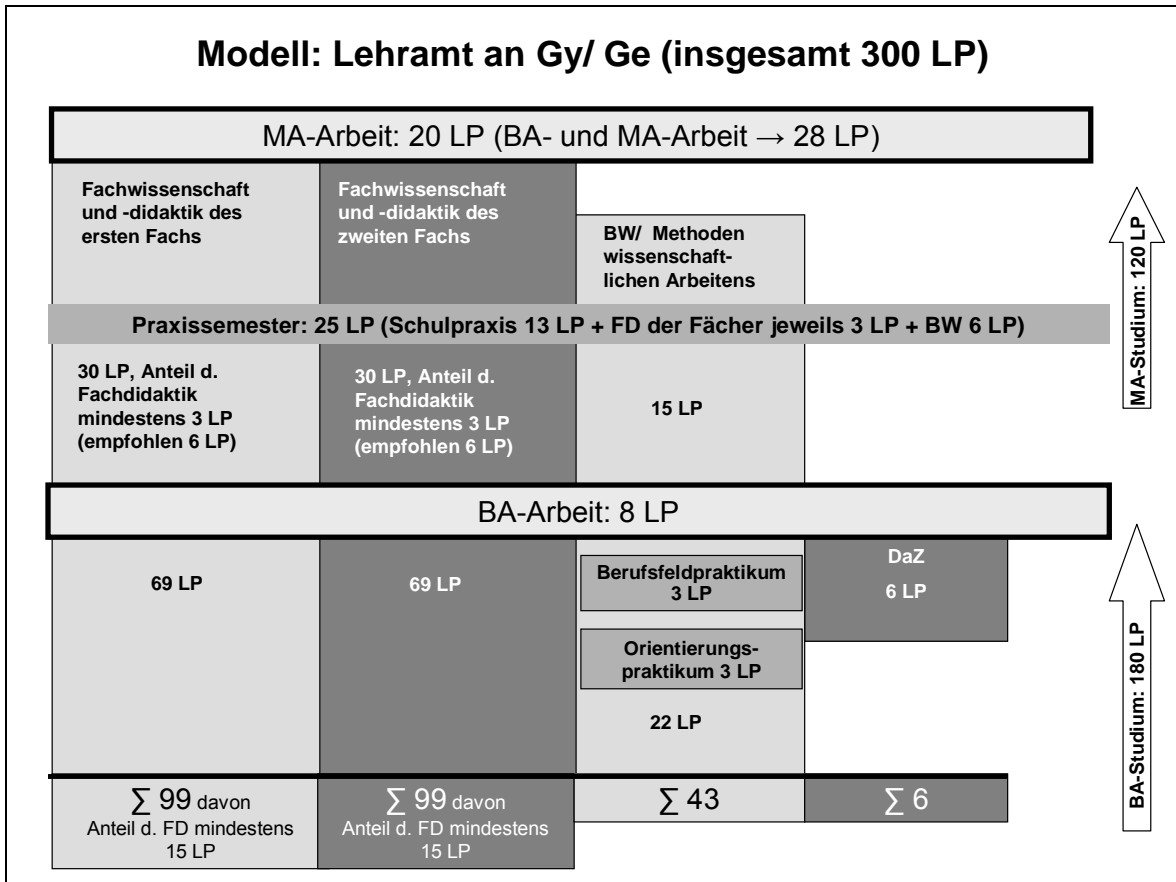 Modell: Lehramt an Gy/ Ge (insgesamt 300 LP)
MA-Arbeit: 20 LP (BA- und MA-Arbeit → 28 LP)
Fachwissenschaft
und -didaktik des
ersten Fachs
Fachwissenschaft
und -didaktik des
zweiten Fachs
BW/ Methoden
wissenschaft-
lichen Arbeitens
Praxissemester: 25 LP (Schulpraxis 13 LP + FD der Fächer jeweils 3 LP + BW 6 LP)
30 LP, Anteil d.
Fachdidaktik
mindestens 3 LP
(empfohlen 6 LP)
30 LP, Anteil d.
Fachdidaktik
mindestens 3 LP
(empfohlen 6 LP)
15 LP
MA-Studium: 120 LP
BA-Arbeit: 8 LP
69 LP
69 LP
Berufsfeldpraktikum
3 LP
Orientierungs-
praktikum 3 LP
22 LP
DaZ
6 LP
BA-Studium: 180 LP
∑ 99 davon
Anteil d. FD mindestens
15 LP
∑ 99 davon
Anteil d. FD mindestens
15 LP
∑ 43
∑ 6